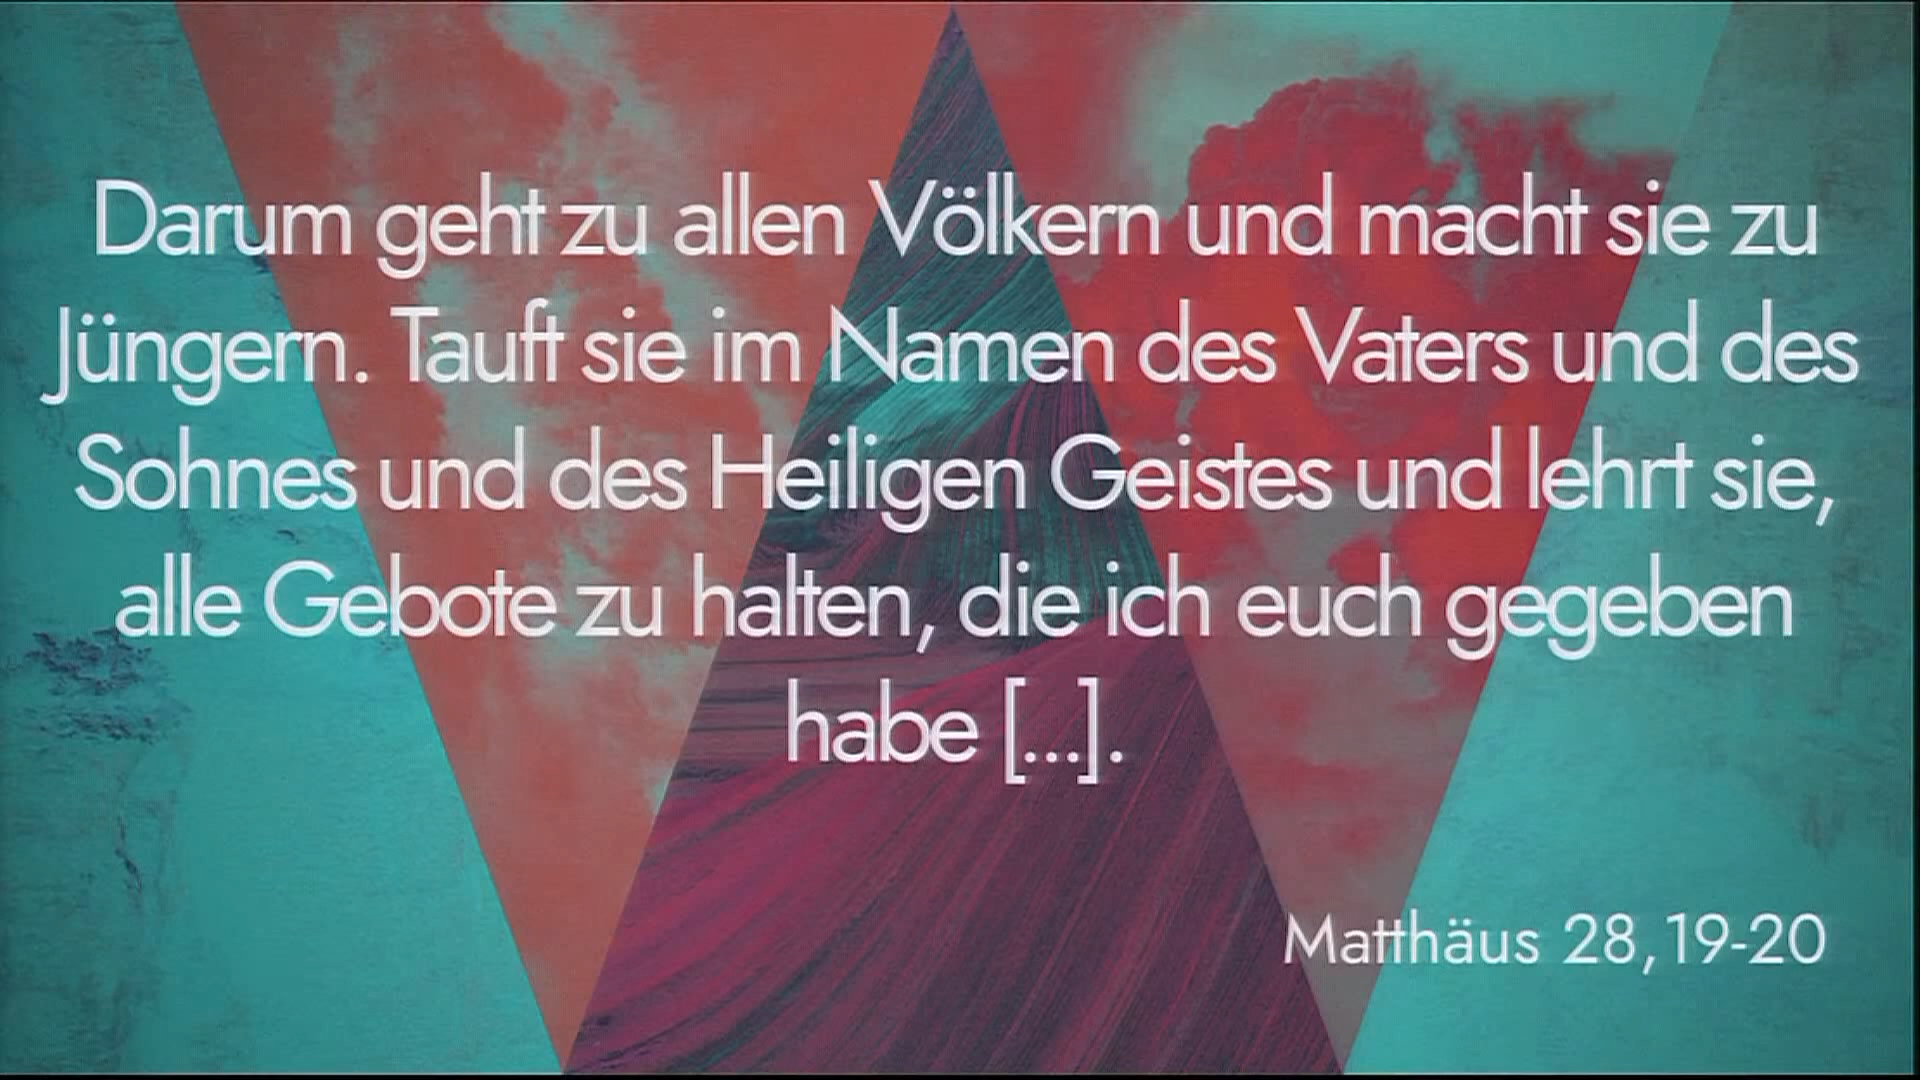 Darum geht zu allen Völkern und macht sie zu
Jüngern. Tauft sie im Namen des Vaters und des
Sohnes und des Heiligen Geistes und lehrt sie,
alle Gebote zu halten, die ich euch gegeben
habe [...].
Matthäus 28,19-20